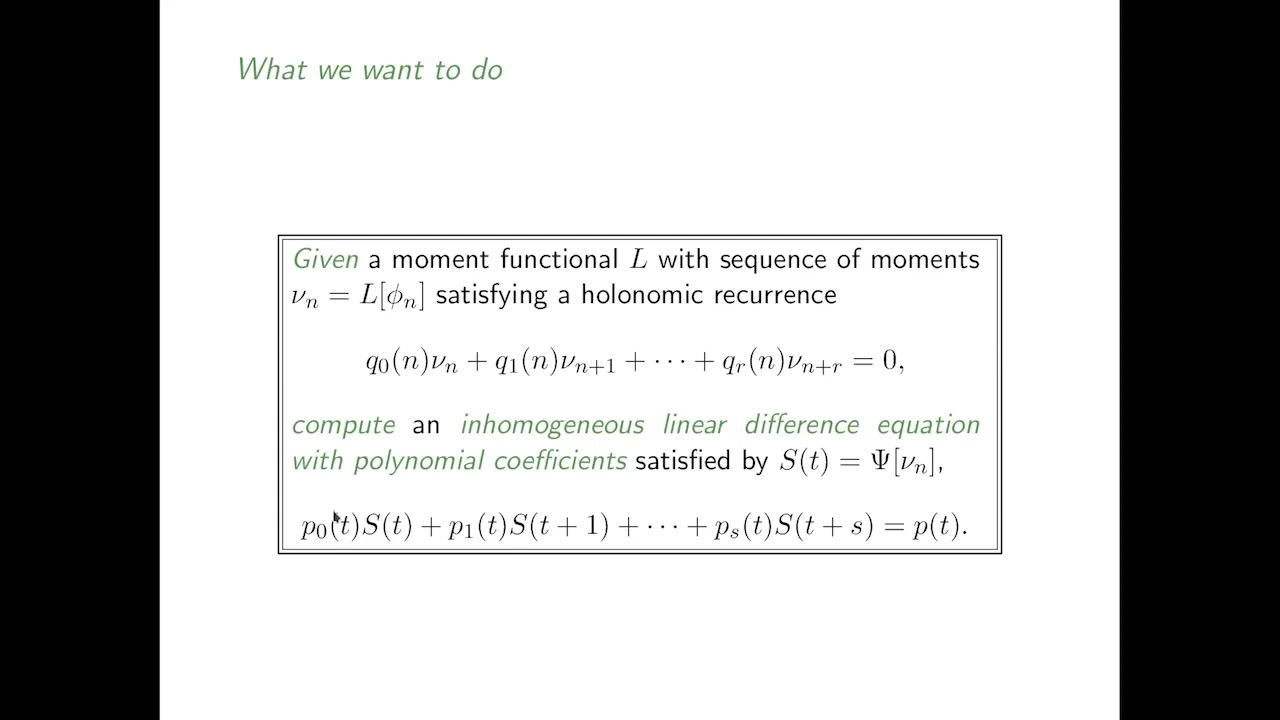 What we want to do
Given a moment functional L with sequence of moments
νₙ = L[ϕₙ] satisfying a holonomic recurrence
q₀(n)νₙ + q₁(n)νₙ₊₁ + · · · + qᵣ(n)νₙ₊ᵣ = 0,
compute an inhomogeneous linear difference equation
with polynomial coefficients satisfied by S(t) = Ψ[νₙ],
p₀(t)S(t) + p₁(t)S(t + 1) + · · · + pₛ(t)S(t + s) = p(t).